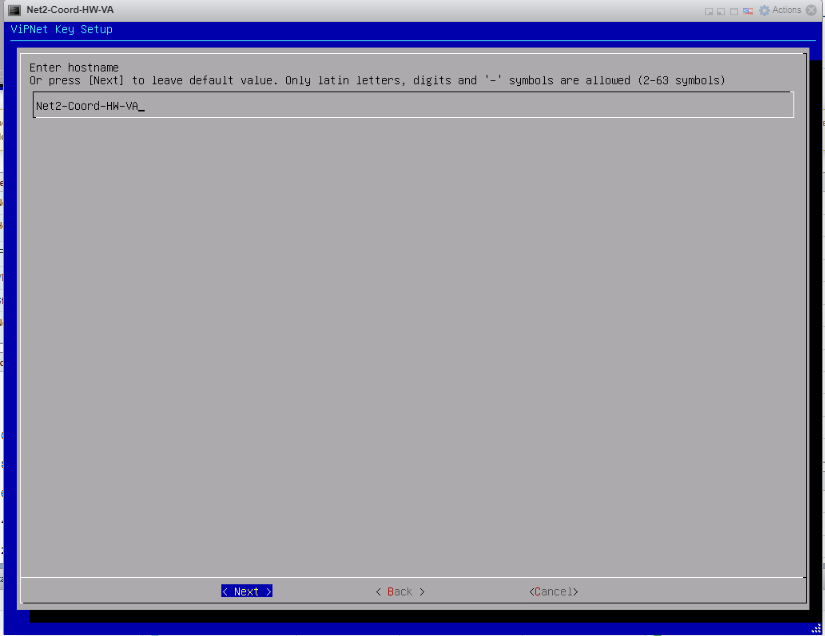 Net2-Coord-HW-VA
Actions
ViPNet Key Setup
Enter hostname
Or press [Next] to leave default value. Only latin letters, digits and '-' symbols are allowed (2-63 symbols)
Net2-Coord-HW-VA_
< Next > < Back > <Cancel>